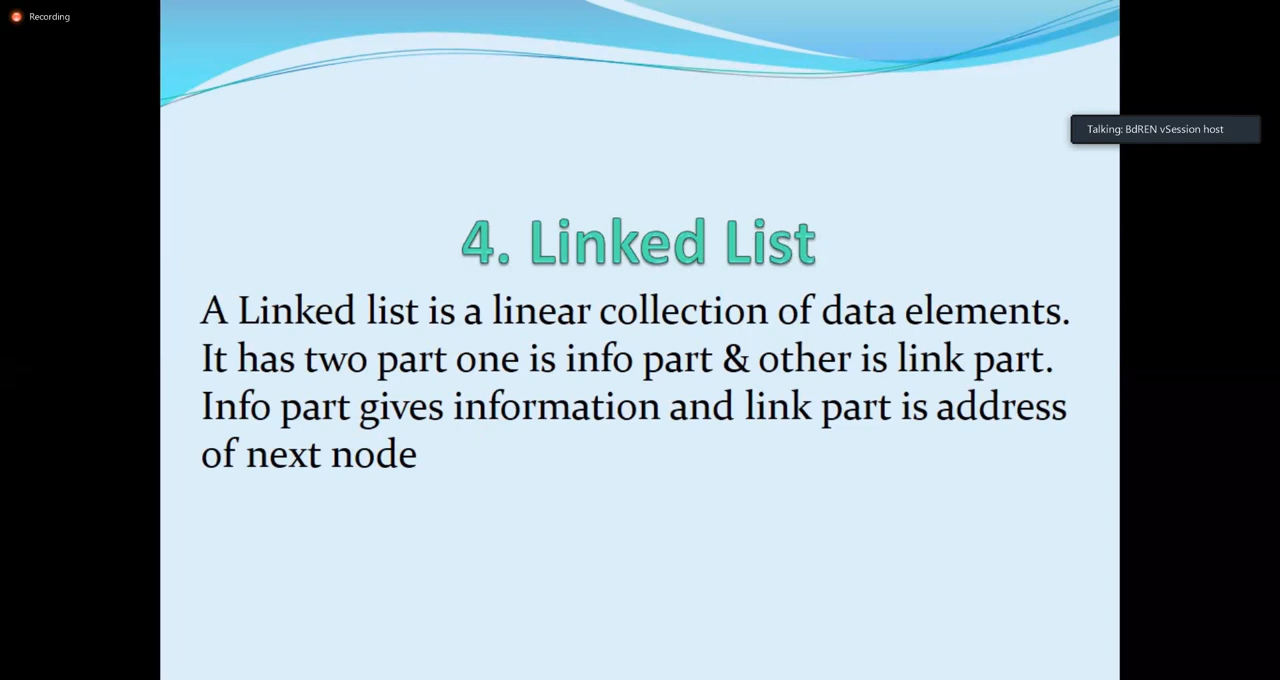 Recording
Talking: BdREN vSession host
4. Linked List
A Linked list is a linear collection of data elements.
It has two part one is info part & other is link part.
Info part gives information and link part is address
of next node